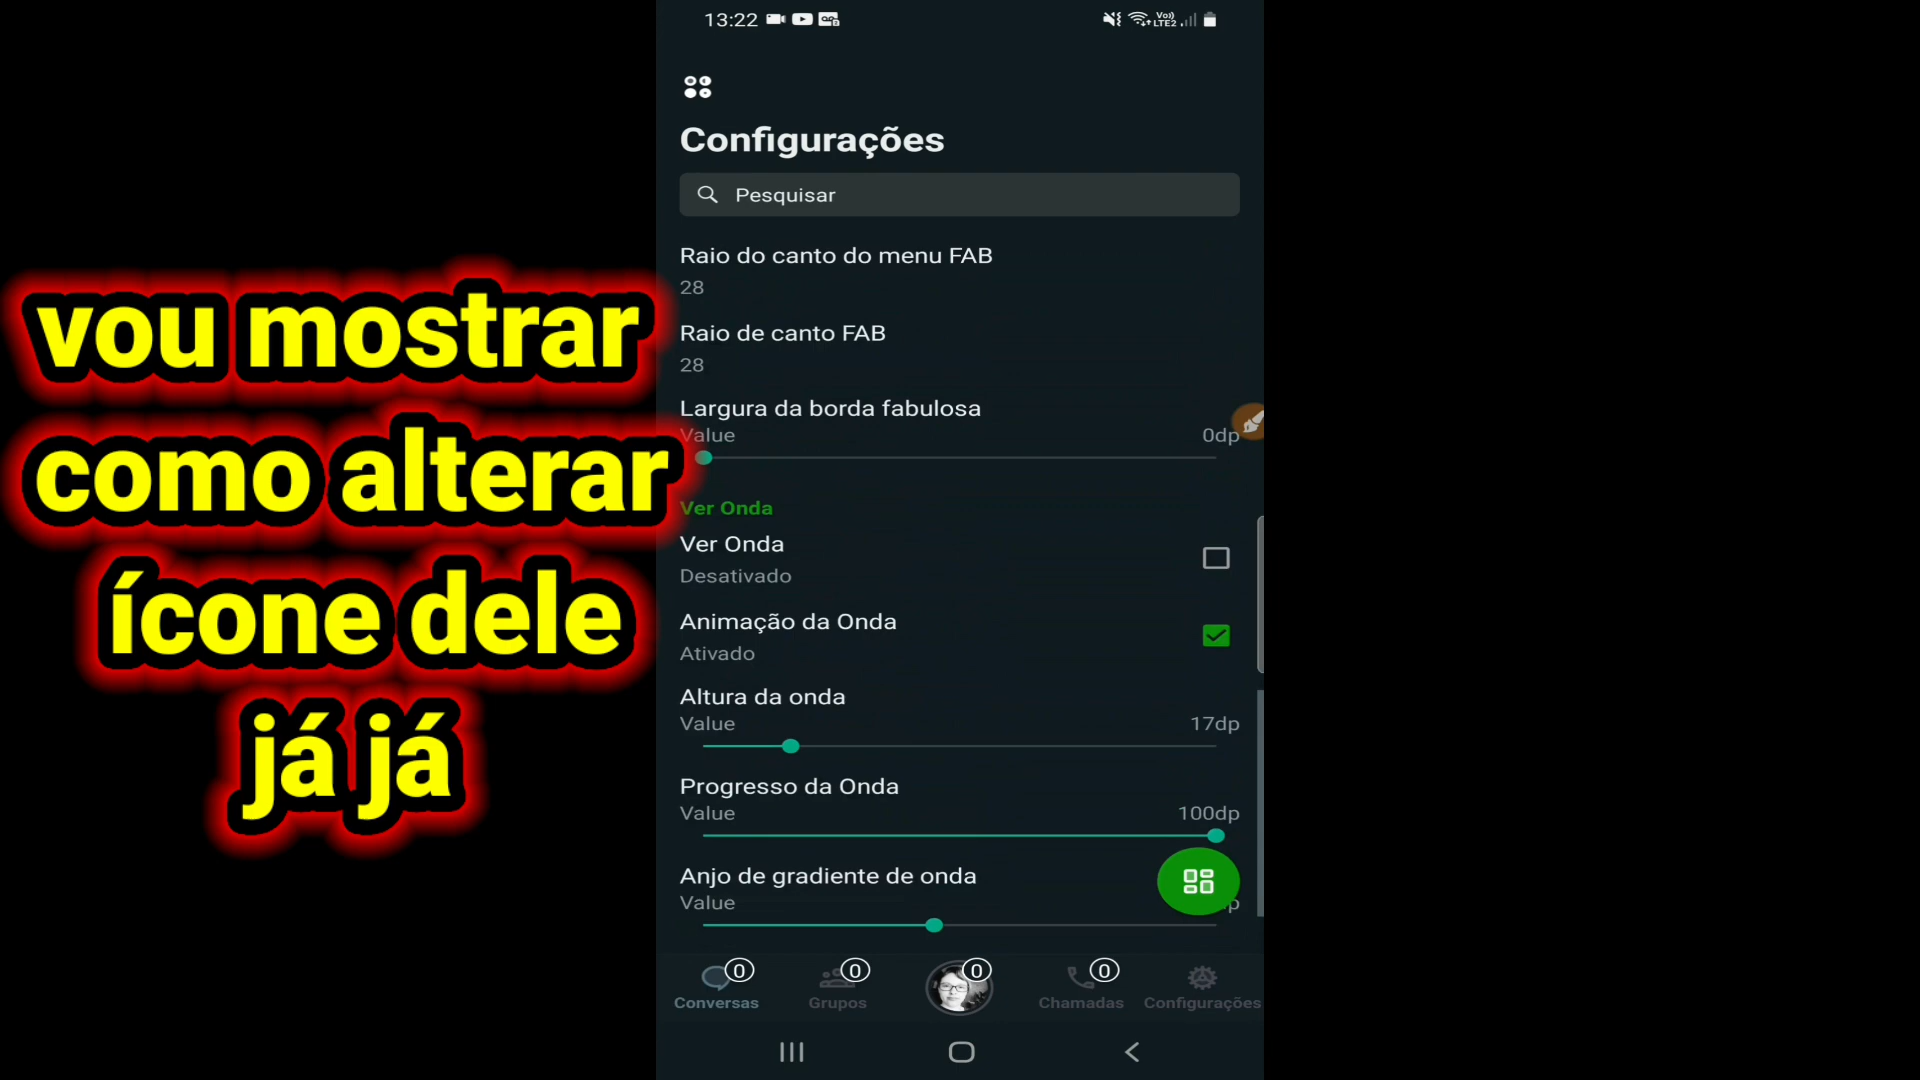 13:22
Vo))
LTE2
Configurações
Pesquisar
Raio do canto do menu FAB
28
Raio de canto FAB
28
Largura da borda fabulosa
Value 0dp
Ver Onda
Ver Onda
Desativado
Animação da Onda
Ativado
Altura da onda
Value 17dp
Progresso da Onda
Value 100dp
Anjo de gradiente de onda
Value
0 0 0 0
Conversas Grupos Chamadas Configurações
vou mostrar
como alterar
ícone dele
já já